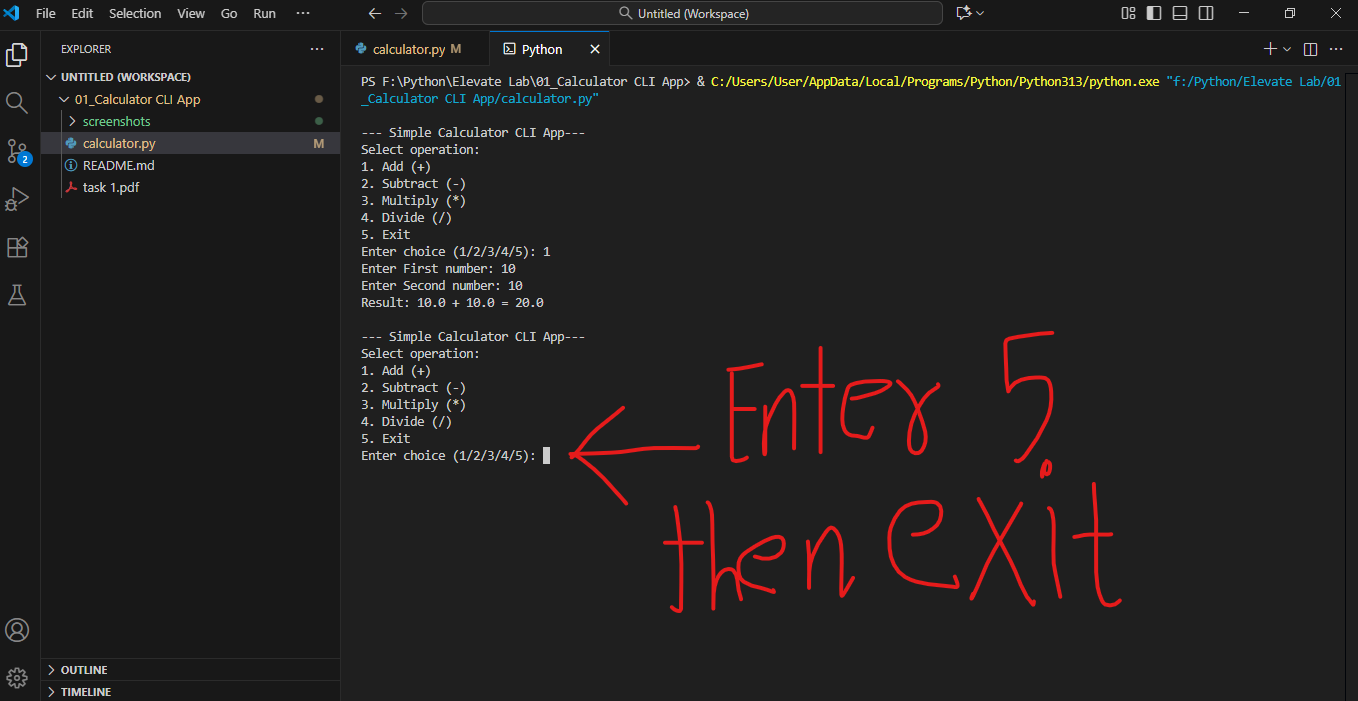 File Edit Selection View Go Run ··· Untitled (Workspace)
EXPLORER ···
UNTITLED (WORKSPACE)
01_Calculator CLI App
screenshots
calculator.py M
README.md
task 1.pdf
2
OUTLINE
TIMELINE
calculator.py M Python
PS F:\Python\Elevate Lab\01_Calculator CLI App> & C:/Users/User/AppData/Local/Programs/Python/Python313/python.exe "f:/Python/Elevate Lab/01
_Calculator CLI App/calculator.py"
--- Simple Calculator CLI App---
Select operation:
1. Add (+)
2. Subtract (-)
3. Multiply (*)
4. Divide (/)
5. Exit
Enter choice (1/2/3/4/5): 1
Enter First number: 10
Enter Second number: 10
Result: 10.0 + 10.0 = 20.0
--- Simple Calculator CLI App---
Select operation:
1. Add (+)
2. Subtract (-)
3. Multiply (*)
4. Divide (/)
5. Exit
Enter choice (1/2/3/4/5):
Enter 5
then exit